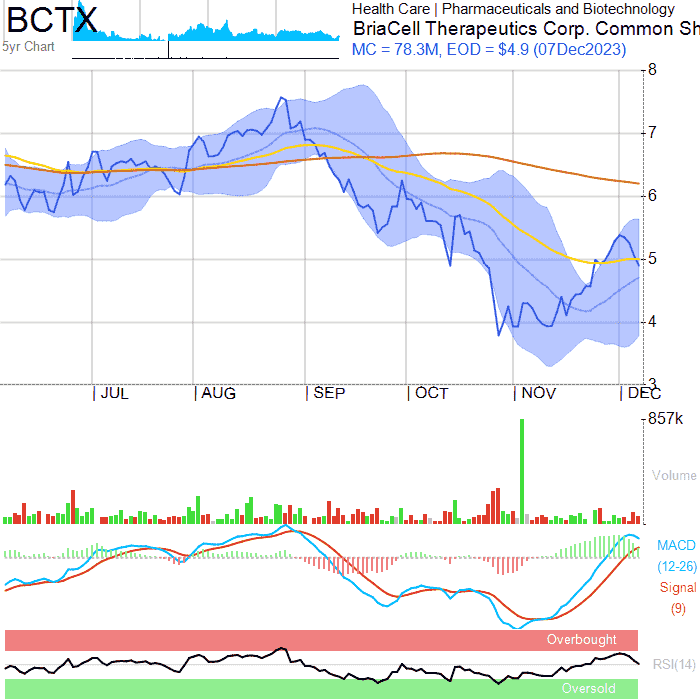 BCTX
5yr Chart
Health Care | Pharmaceuticals and Biotechnology
BriaCell Therapeutics Corp. Common Sh
MC = 78.3M, EOD = $4.9 (07Dec2023)
8
7
6
5
4
3
JUL AUG SEP OCT NOV DEC
857k
Volume
MACD
(12-26)
Signal
(9)
Overbought
RSI(14)
Oversold